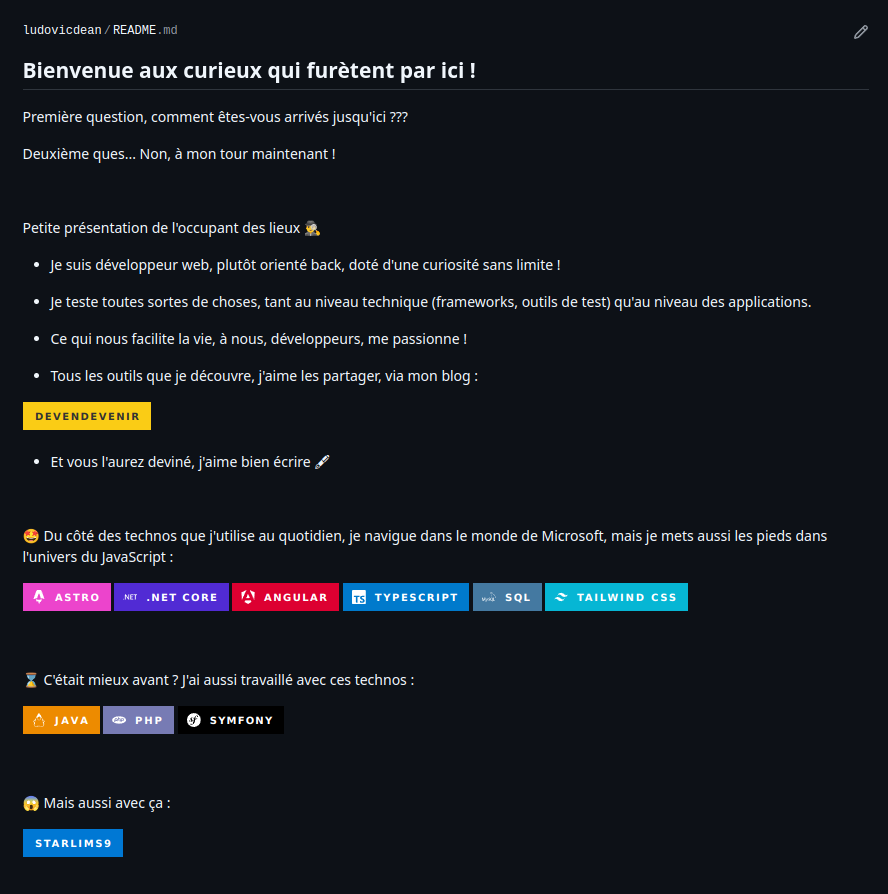 ludovicdean / README.md
Bienvenue aux curieux qui furètent par ici !
Première question, comment êtes-vous arrivés jusqu'ici ???
Deuxième ques... Non, à mon tour maintenant !
Petite présentation de l'occupant des lieux 🕵️
• Je suis développeur web, plutôt orienté back, doté d'une curiosité sans limite !
• Je teste toutes sortes de choses, tant au niveau technique (frameworks, outils de test) qu'au niveau des applications.
• Ce qui nous facilite la vie, à nous, développeurs, me passionne !
• Tous les outils que je découvre, j'aime les partager, via mon blog :
DEVENDEVENIR
• Et vous l'aurez deviné, j'aime bien écrire 🖋️
🤩 Du côté des technos que j'utilise au quotidien, je navigue dans le monde de Microsoft, mais je mets aussi les pieds dans
l'univers du JavaScript :
ASTRO .NET .NET CORE ANGULAR TS TYPESCRIPT MySQL SQL TAILWIND CSS
⌛ C'était mieux avant ? J'ai aussi travaillé avec ces technos :
JAVA php PHP sf SYMFONY
😱 Mais aussi avec ça :
STARLIMS9